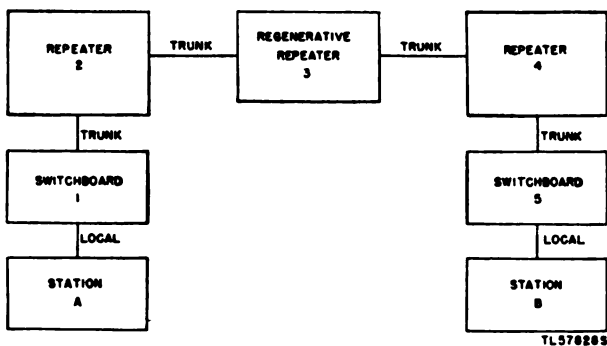 REPEATER
2
TRUNK
REGENERATIVE
REPEATER
3
TRUNK
REPEATER
4
TRUNK
TRUNK
SWITCHBOARD
1
SWITCHBOARD
5
LOCAL
LOCAL
STATION
A
STATION
B
TL57828S